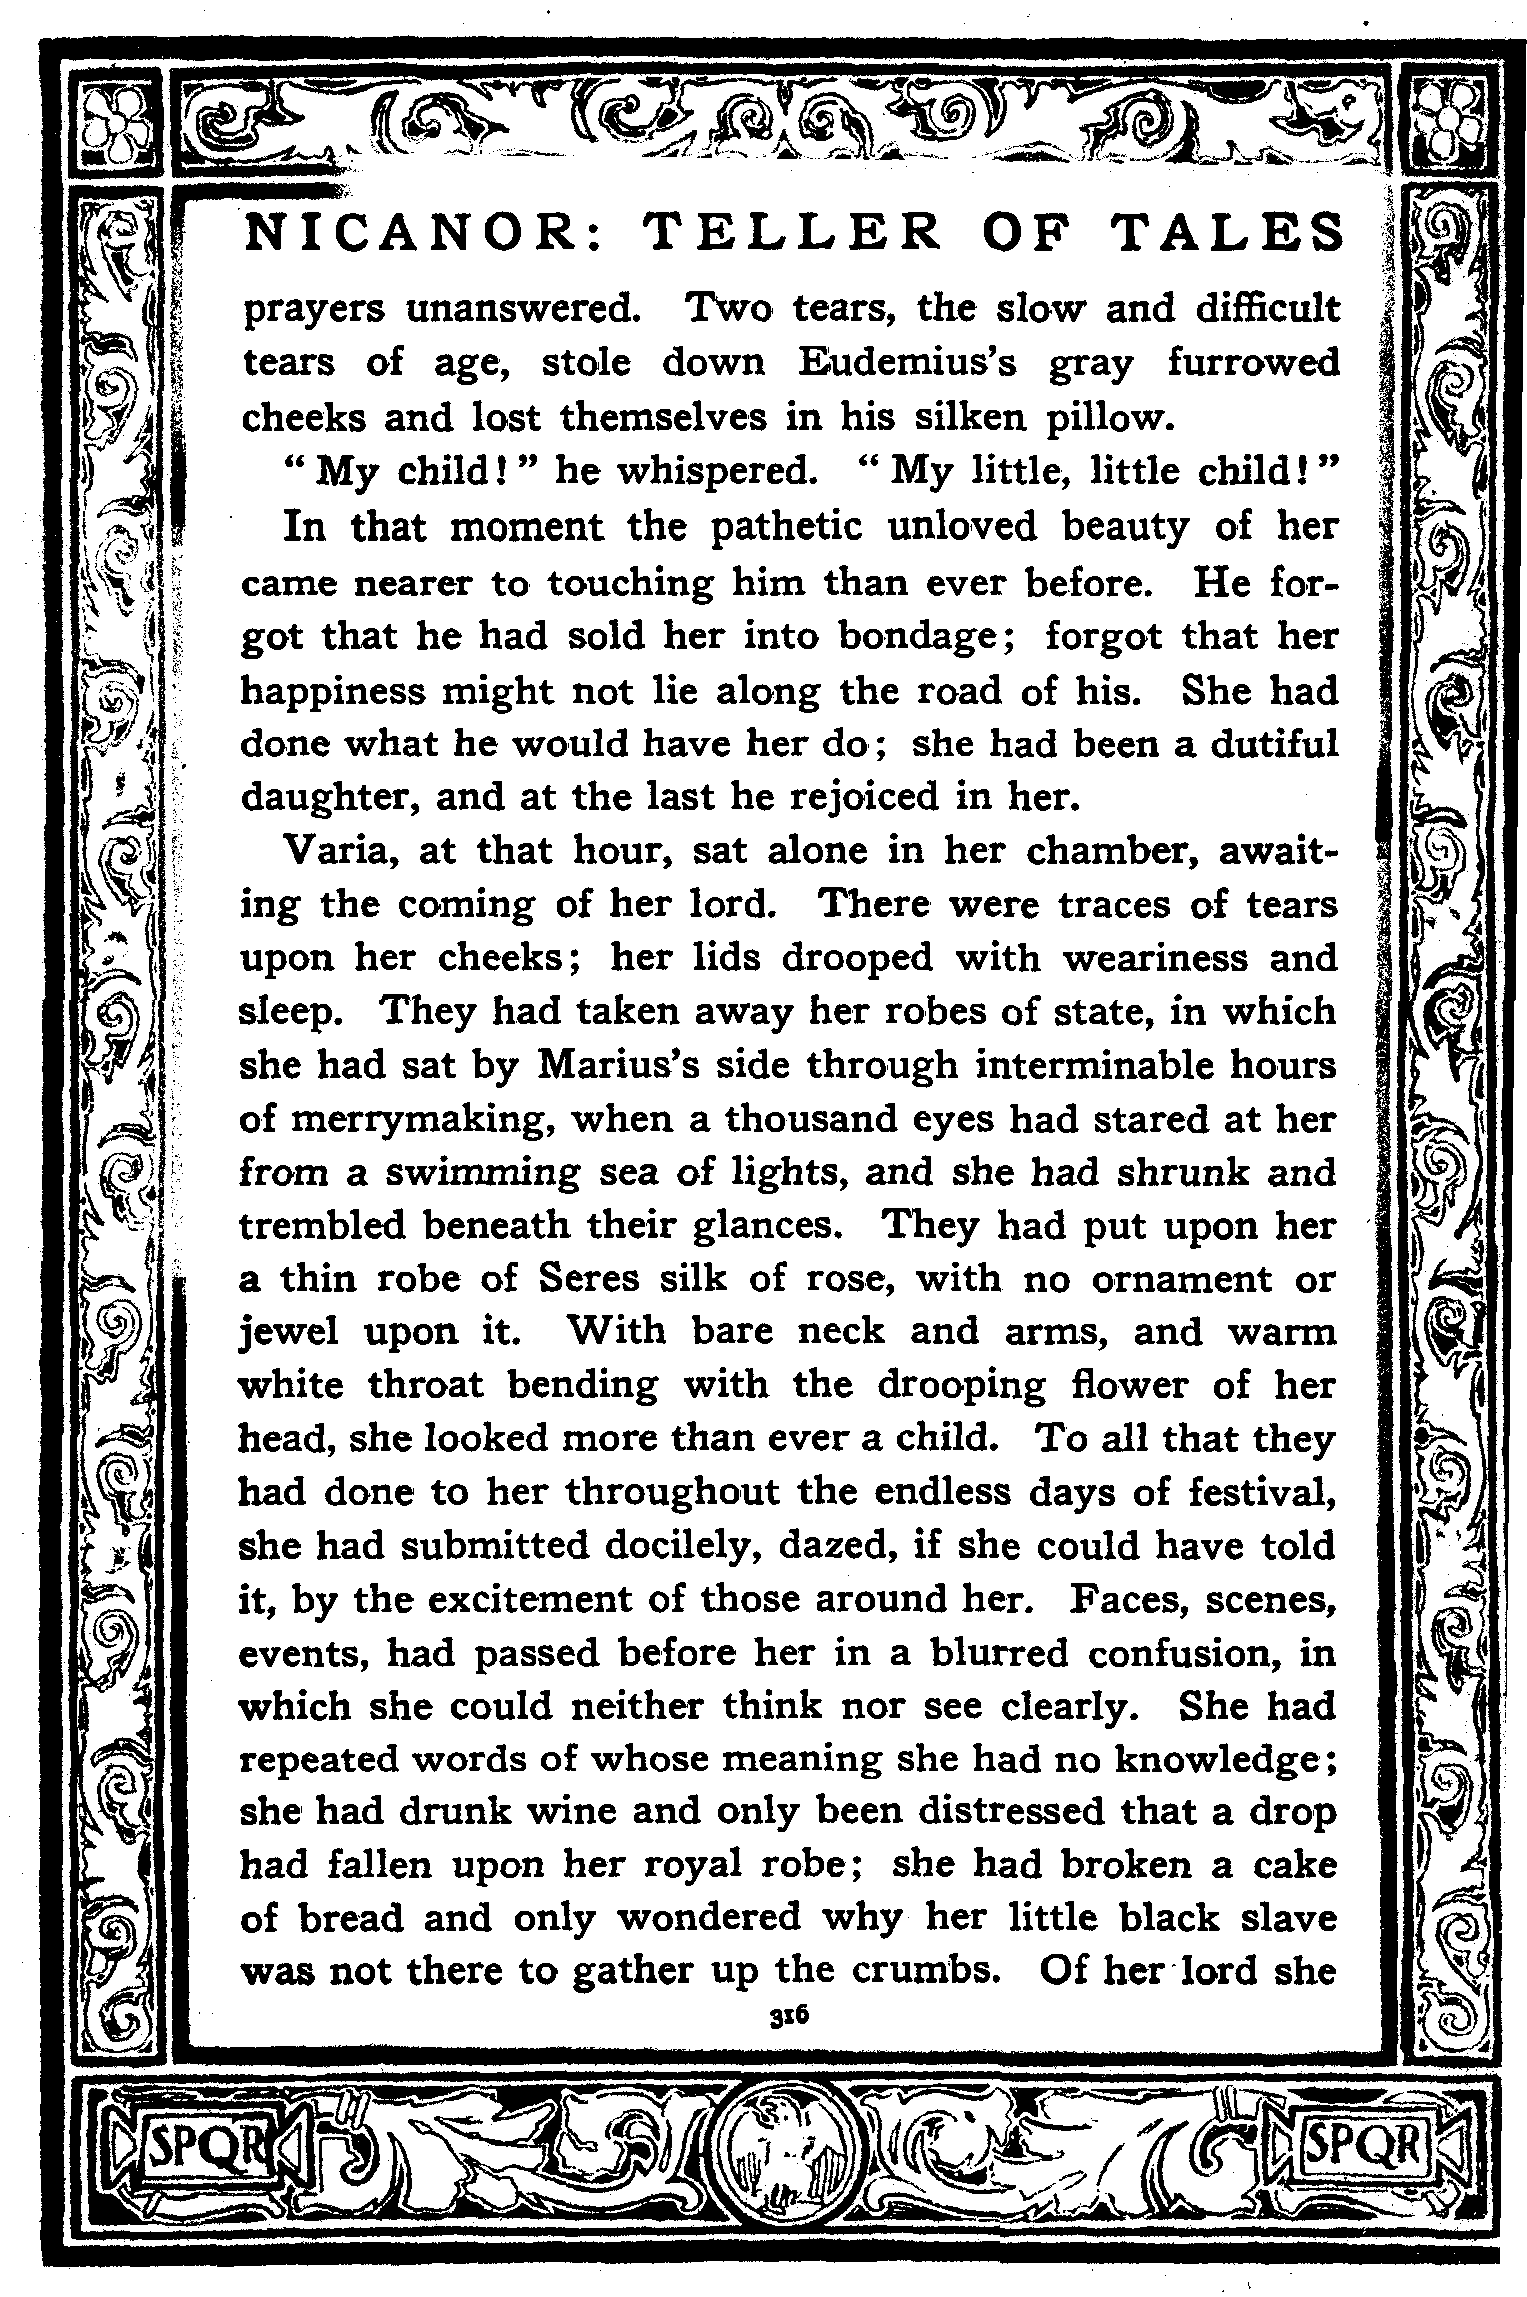 NICANOR: TELLER OF TALES
prayers unanswered. Two tears, the slow and difficult
tears of age, stole down Eudemius's gray furrowed
cheeks and lost themselves in his silken pillow.
“ My child! ” he whispered. “ My little, little child! ”
In that moment the pathetic unloved beauty of her
came nearer to touching him than ever before. He for-
got that he had sold her into bondage; forgot that her
happiness might not lie along the road of his. She had
done what he would have her do; she had been a dutiful
daughter, and at the last he rejoiced in her.
Varia, at that hour, sat alone in her chamber, await-
ing the coming of her lord. There were traces of tears
upon her cheeks; her lids drooped with weariness and
sleep. They had taken away her robes of state, in which
she had sat by Marius's side through interminable hours
of merrymaking, when a thousand eyes had stared at her
from a swimming sea of lights, and she had shrunk and
trembled beneath their glances. They had put upon her
a thin robe of Seres silk of rose, with no ornament or
jewel upon it. With bare neck and arms, and warm
white throat bending with the drooping flower of her
head, she looked more than ever a child. To all that they
had done to her throughout the endless days of festival,
she had submitted docilely, dazed, if she could have told
it, by the excitement of those around her. Faces, scenes,
events, had passed before her in a blurred confusion, in
which she could neither think nor see clearly. She had
repeated words of whose meaning she had no knowledge;
she had drunk wine and only been distressed that a drop
had fallen upon her royal robe; she had broken a cake
of bread and only wondered why her little black slave
was not there to gather up the crumbs. Of her lord she
316
SPQR
SPQR